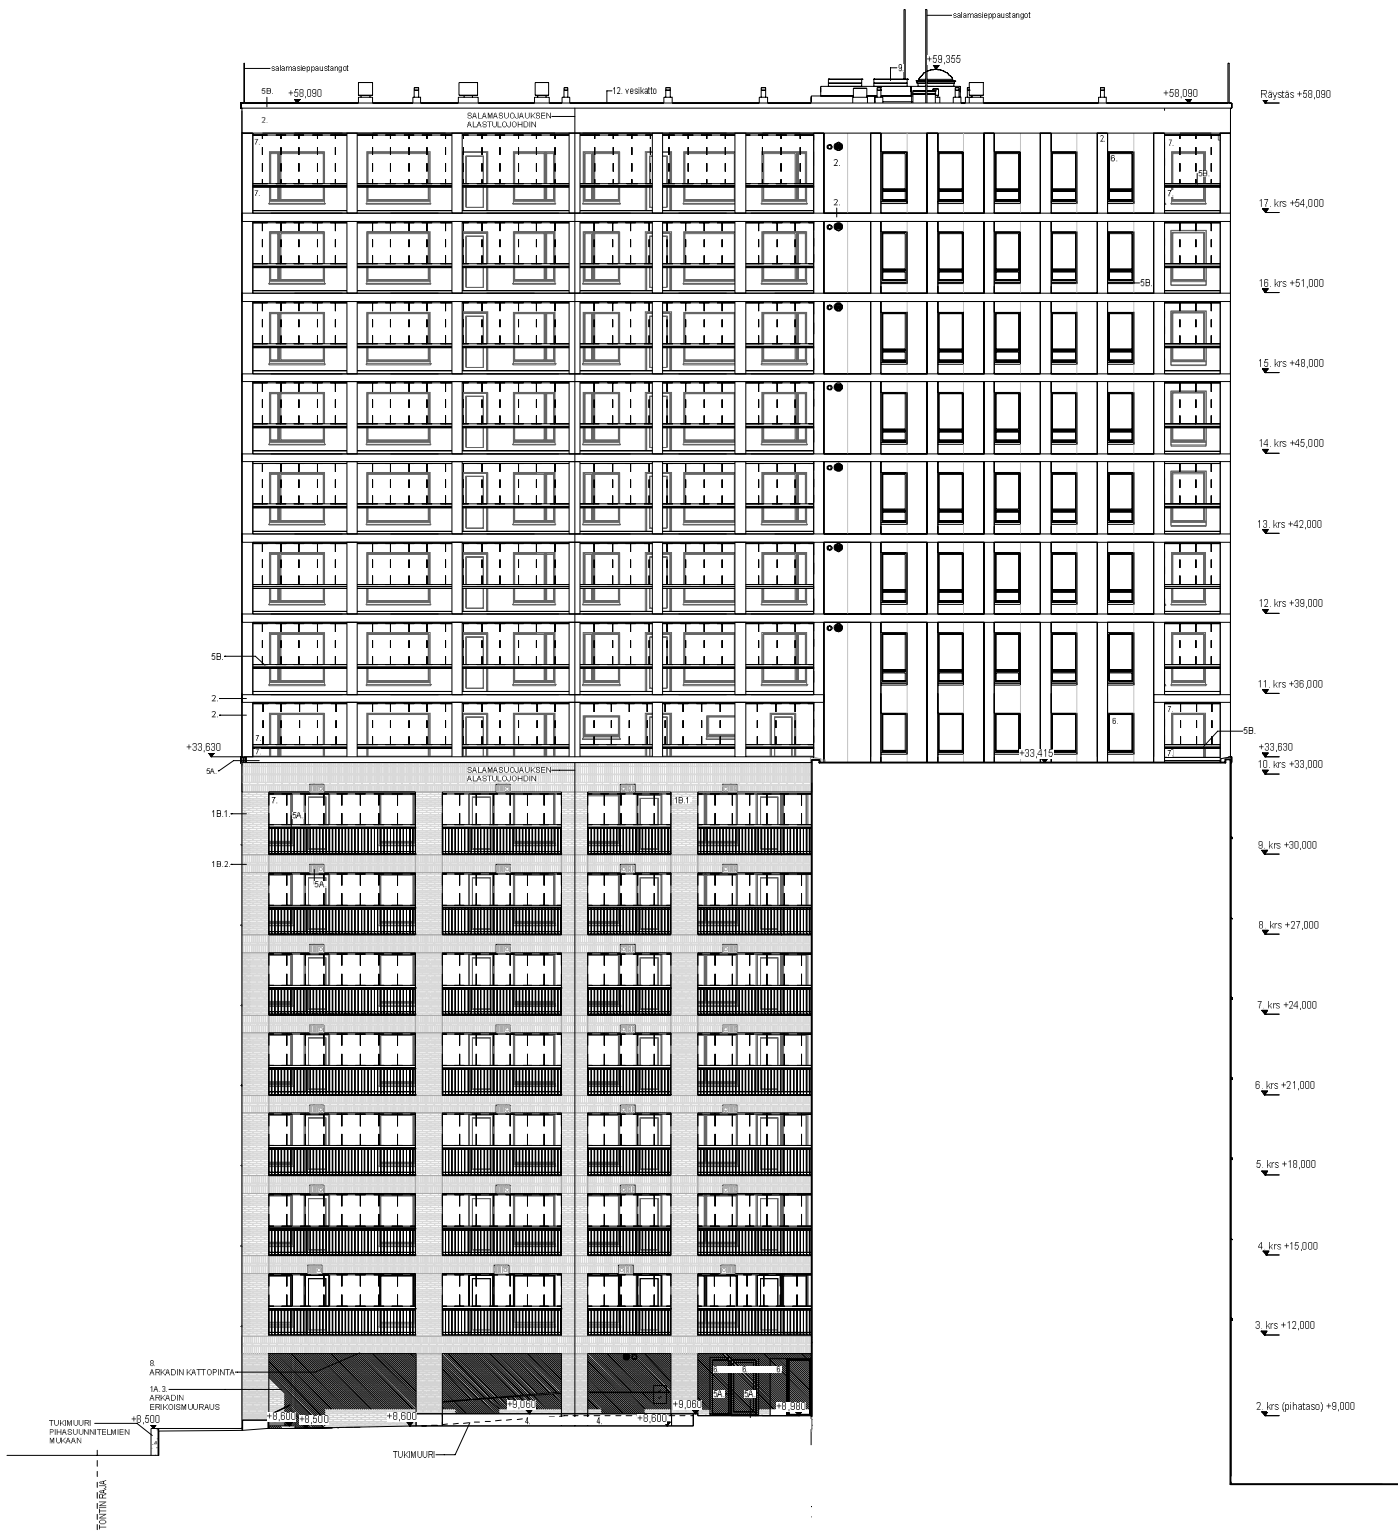 salamasieppaustangot
+59,355
salamasieppaustangot
9.
5B.
+58,090
12. vesikatto
+58,090
Räystäs +58,090
2.
SALAMASUOJAUKSEN
ALASTULOJOHDIN
7.
2.
2.
7.
6.
5B.
7.
7.
2.
17. krs +54,000
5B.
16. krs +51,000
15. krs +48,000
14. krs +45,000
13. krs +42,000
12. krs +39,000
5B.
11. krs +36,000
2.
2.
7.
6.
7.
5B.
7.
7.
+33,630
+33,415
+33,630
5A.
SALAMASUOJAUKSEN
ALASTULOJOHDIN
10. krs +33,000
7.
1B.1
1B.1.
5A.
9. krs +30,000
1B.2.
5A.
8. krs +27,000
7. krs +24,000
6. krs +21,000
5. krs +18,000
4. krs +15,000
3. krs +12,000
8.
ARKADIN KATTOPINTA
6.
6.
6.
1A.3.
ARKADIN
ERIKOISMUURAUS
5A.
5A.
+8,600
+8,500
+8,600
+9,060
4.
4.
+8,600
+9,060
+8,980
2. krs (pihataso) +9,000
TUKIMUURI
PIHASUUNNITELMIEN
MUKAAN
+8,500
TUKIMUURI
TONTIN RAJA